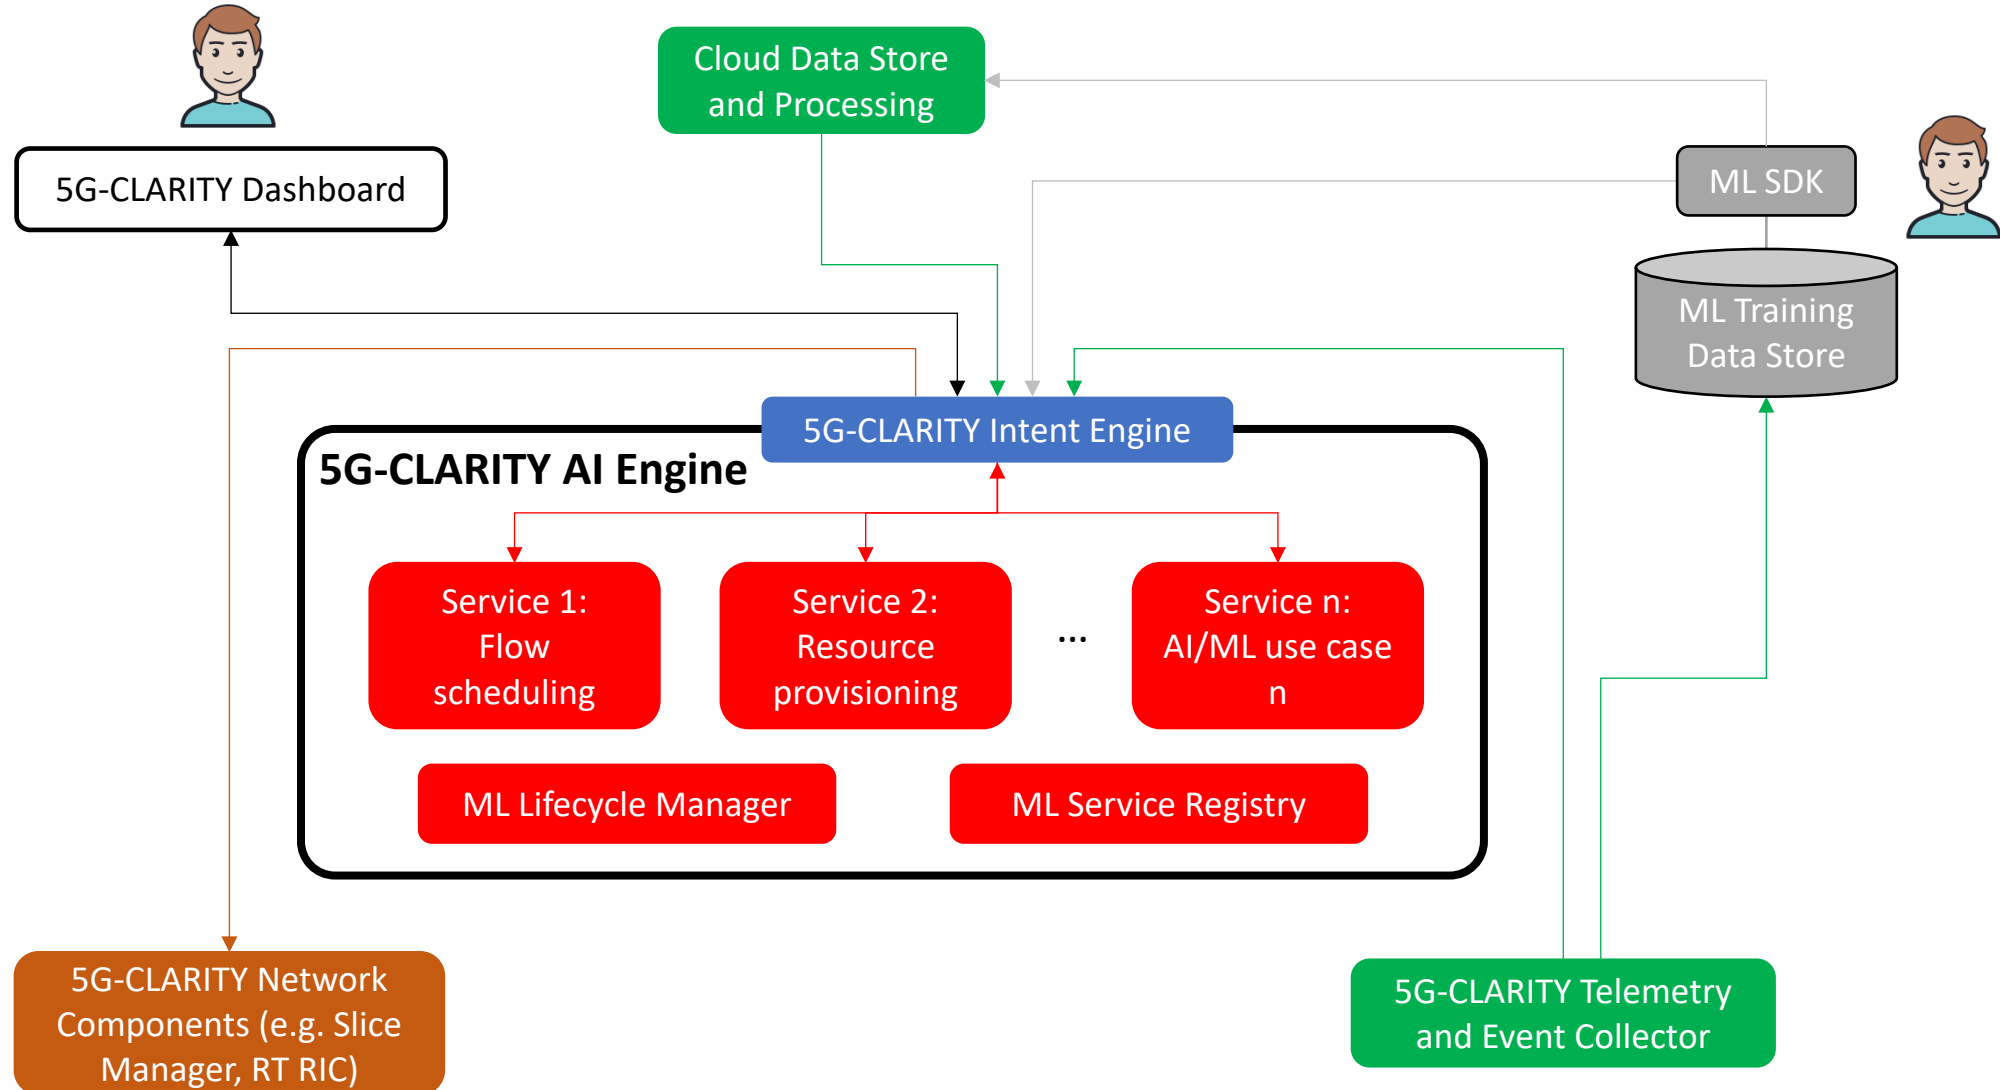 Cloud Data Store
and Processing
5G-CLARITY Dashboard
ML SDK
ML Training
Data Store
5G-CLARITY Intent Engine
5G-CLARITY AI Engine
Service 1:
Flow
scheduling
Service 2:
Resource
provisioning
...
Service n:
AI/ML use case
n
ML Lifecycle Manager
ML Service Registry
5G-CLARITY Network
Components (e.g. Slice
Manager, RT RIC)
5G-CLARITY Telemetry
and Event Collector